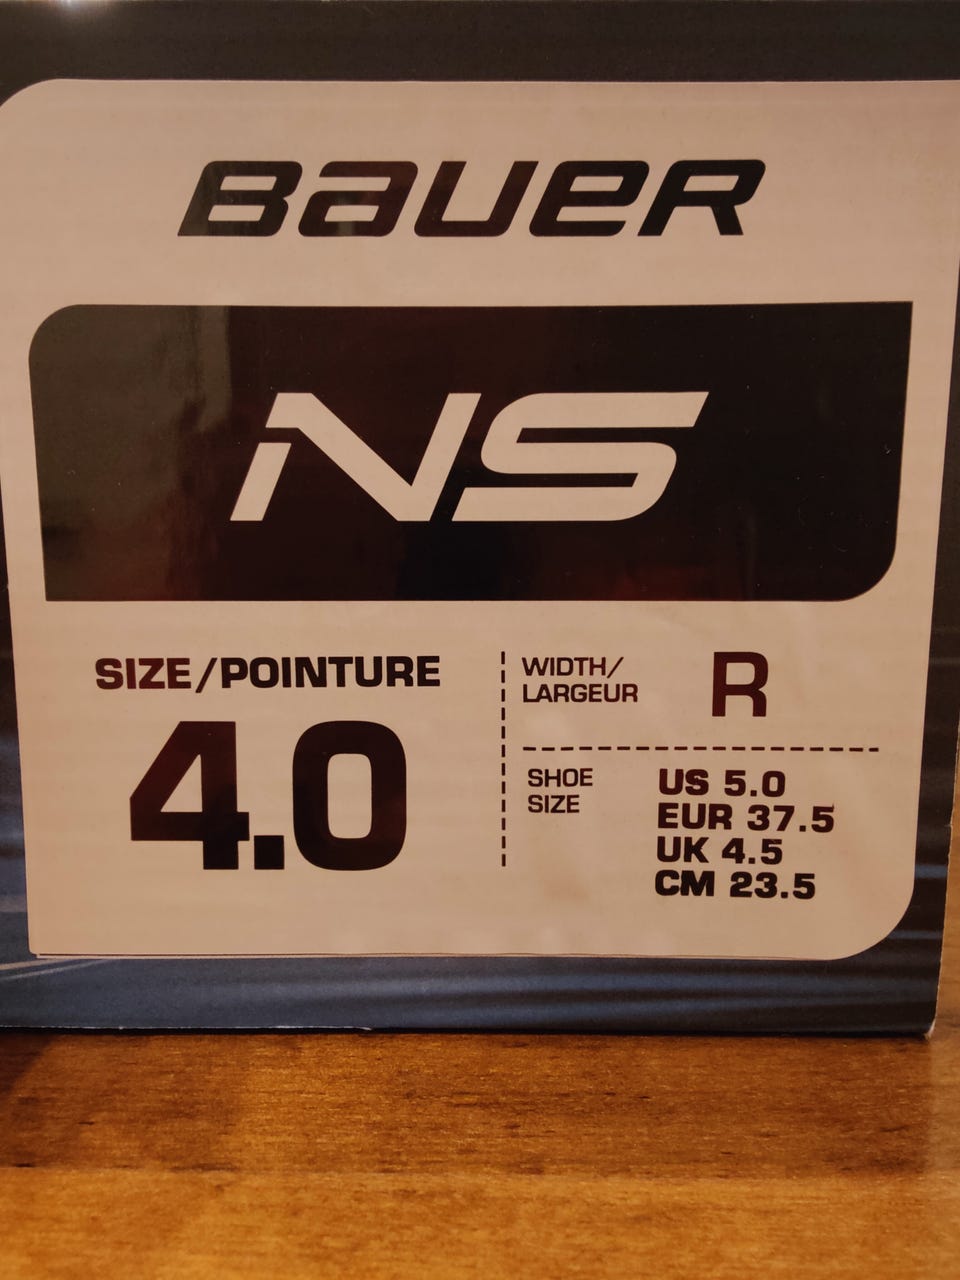 BAUER
NS
SIZE/POINTURE
4.0
WIDTH/
LARGEUR
R
SHOE
SIZE
US 5.0
EUR 37.5
UK 4.5
CM 23.5